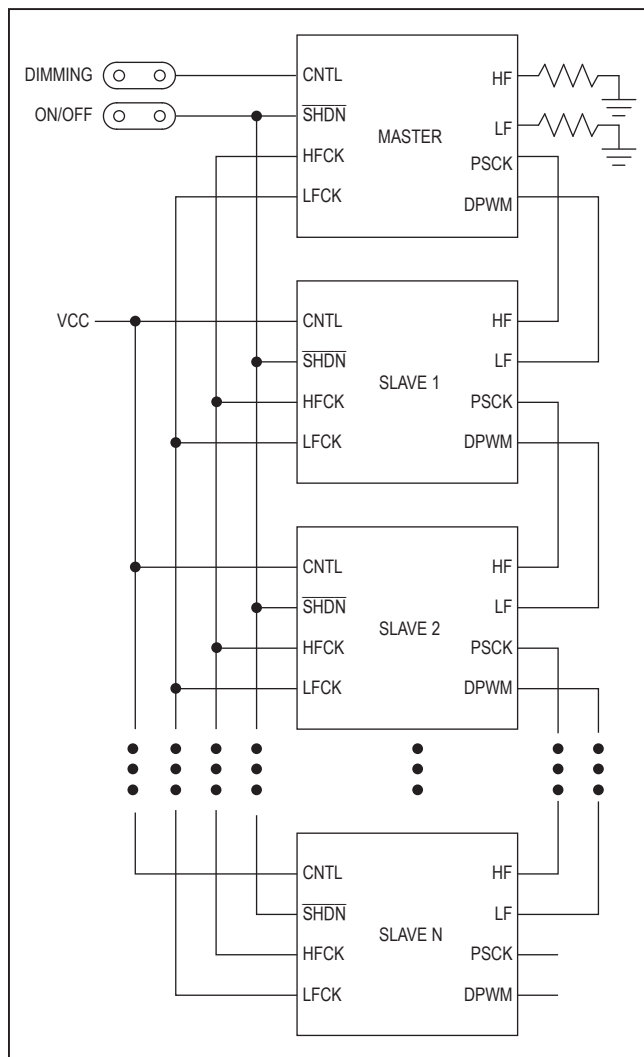 DIMMING
ON/OFF
CNTL
SHDN
HFCK
LFCK
MASTER
HF
LF
PSCK
DPWM
VCC
CNTL
SHDN
HFCK
LFCK
SLAVE 1
HF
LF
PSCK
DPWM
CNTL
SHDN
HFCK
LFCK
SLAVE 2
HF
LF
PSCK
DPWM
CNTL
SHDN
HFCK
LFCK
SLAVE N
HF
LF
PSCK
DPWM